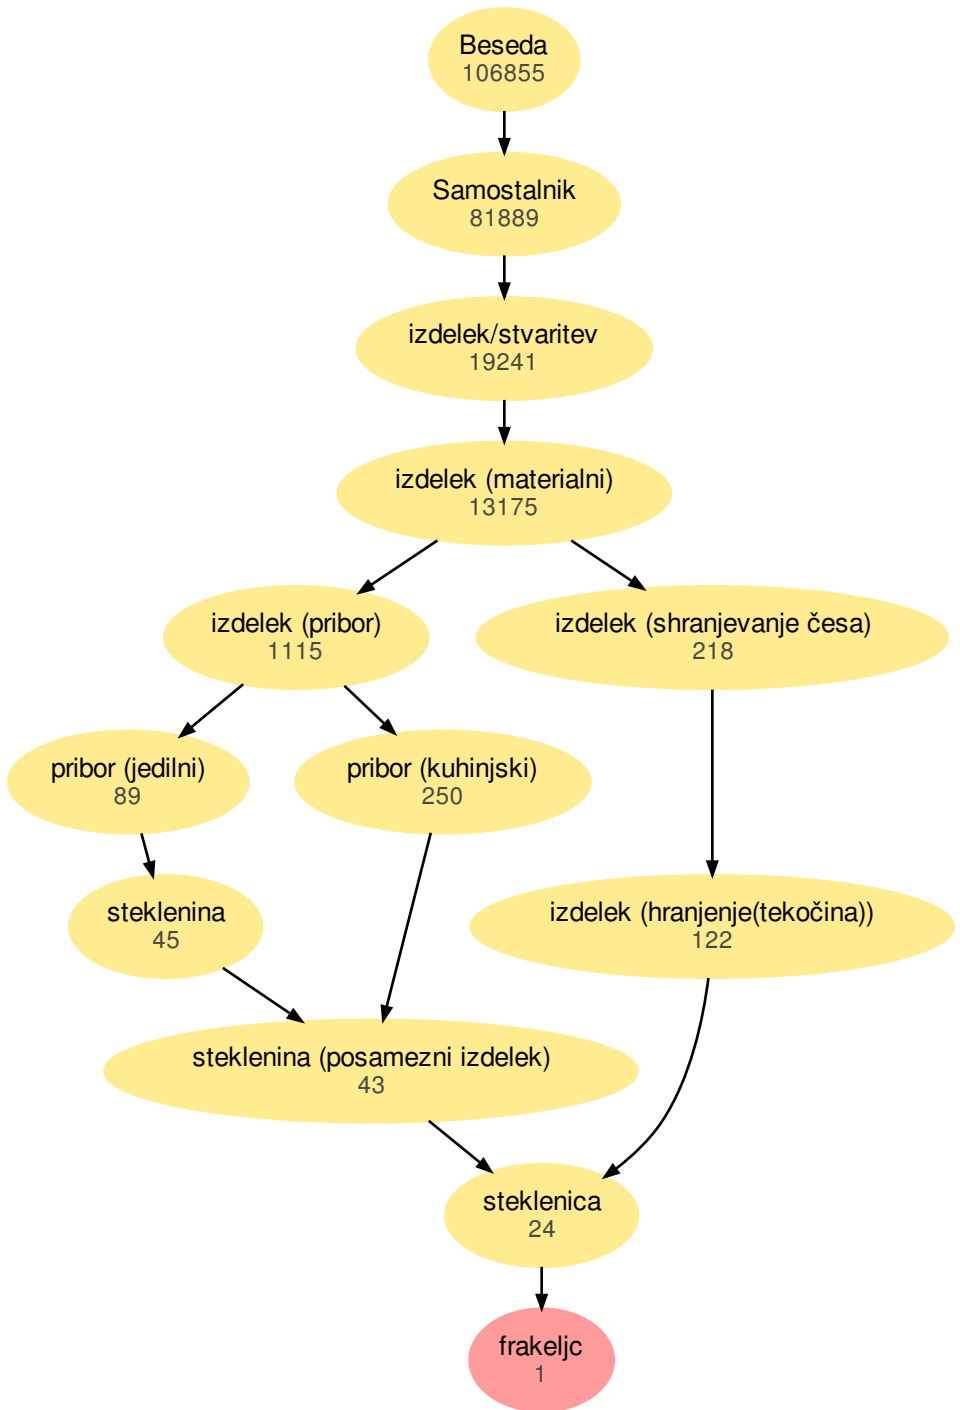 Beseda
106855
Samostalnik
81889
izdelek/stvaritev
19241
izdelek (materialni)
13175
izdelek (pribor)
1115
izdelek (shranjevanje česa)
218
pribor (jedilni)
89
pribor (kuhinjski)
250
steklenina
45
izdelek (hranjenje(tekočina))
122
steklenina (posamezni izdelek)
43
steklenica
24
frakeljc
1